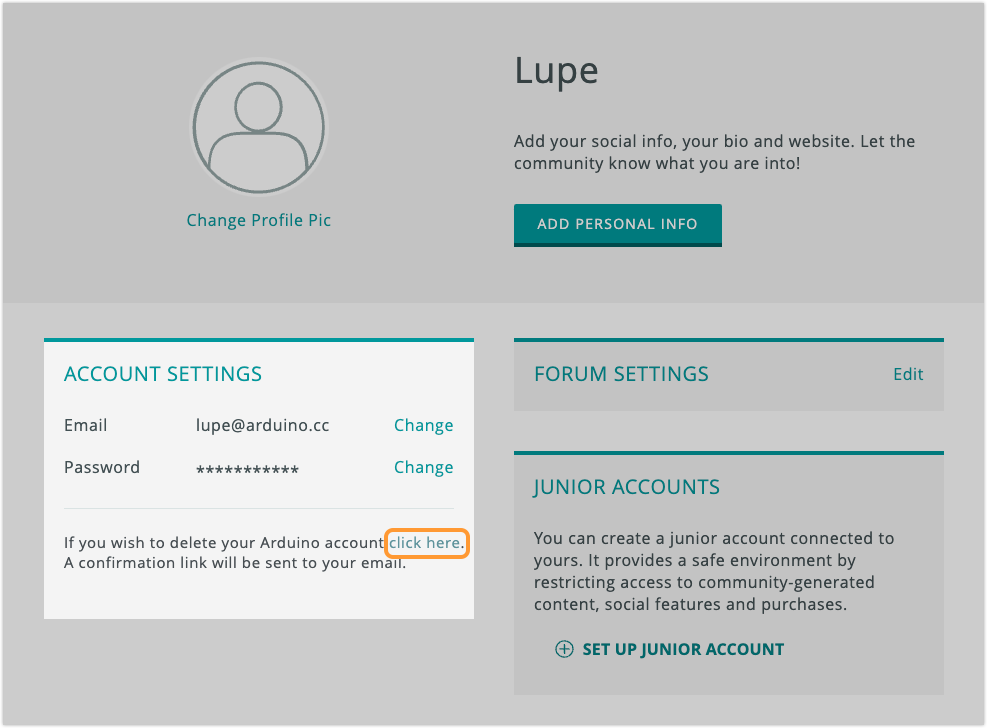 Lupe
Add your social info, your bio and website. Let the
community know what you are into!
Change Profile Pic
ADD PERSONAL INFO
ACCOUNT SETTINGS
Email lupe@arduino.cc Change
Password *********** Change
If you wish to delete your Arduino account click here.
A confirmation link will be sent to your email.
FORUM SETTINGS Edit
JUNIOR ACCOUNTS
You can create a junior account connected to
yours. It provides a safe environment by
restricting access to community-generated
content, social features and purchases.
SET UP JUNIOR ACCOUNT